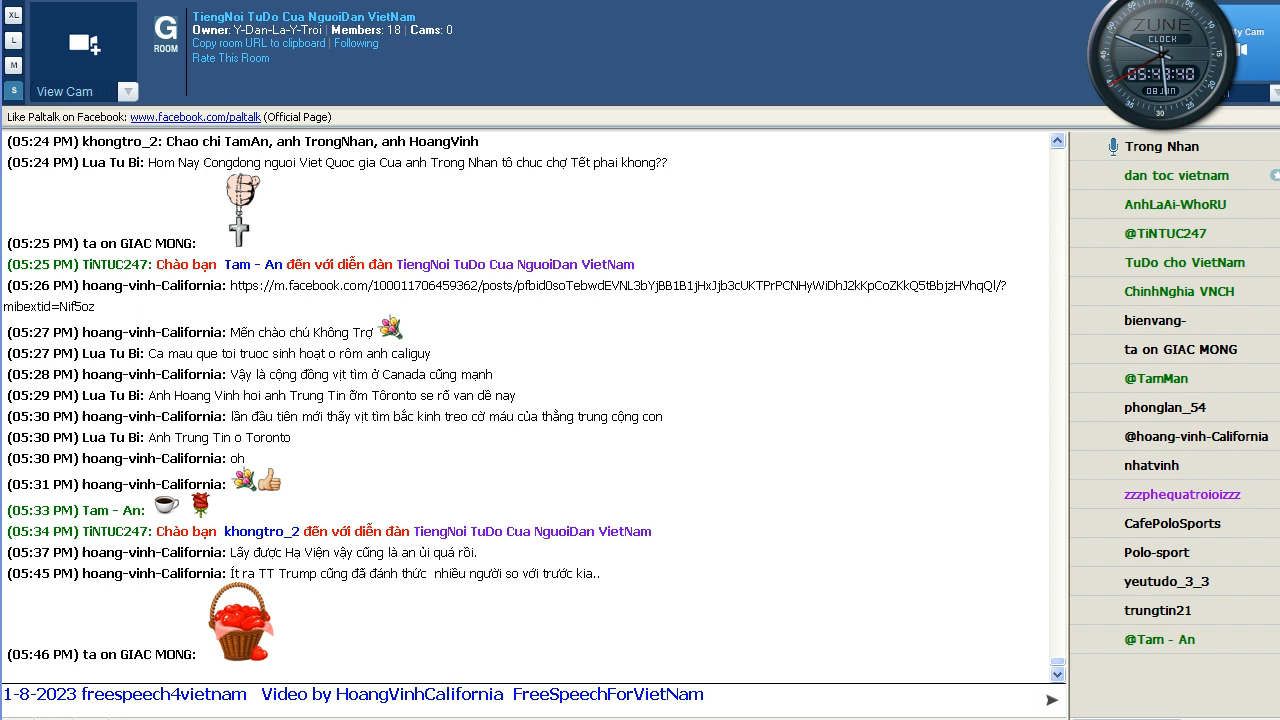 XL
L
M
S
View Cam
G
ROOM
TiengNoi TuDo Cua NguoiDan VietNam
Owner: Y-Dan-La-Y-Troi | Members: 18 | Cams: 0
Copy room URL to clipboard | Following
Rate This Room
ZUNE
CLOCK
05:43:40
08JUN
My Cam
Like Paltalk on Facebook: www.facebook.com/paltalk (Official Page)
(05:24 PM) khongtro_2: Chao chi TamAn, anh TrongNhan, anh HoangVinh
(05:24 PM) Lua Tu Bi: Hom Nay Congdong nguoi Viet Quoc gia Cua anh Trong Nhan tô chuc chợ Tết phai khong??
(05:25 PM) ta on GIAC MONG:
(05:25 PM) TiNTUC247: Chào bạn Tam - An đến với diễn đàn TiengNoi TuDo Cua NguoiDan VietNam
(05:26 PM) hoang-vinh-California: https://m.facebook.com/100011706459362/posts/pfbid0soTebwdEVNL3bYjBB1B1jHxJjb3cUKTPrPCNHyWiDhJ2kKpCoZKkQ5tBbjzHVhqQl/?
mibextid=Nif5oz
(05:27 PM) hoang-vinh-California: Mến chào chú Không Trợ
(05:27 PM) Lua Tu Bi: Ca mau que toi truoc sinh hoạt o rôm anh caliguy
(05:28 PM) hoang-vinh-California: Vậy là cộng đồng vịt tìm ở Canada cũng mạnh
(05:29 PM) Lua Tu Bi: Anh Hoang Vinh hoi anh Trung Tin ỡm Tôronto se rõ van dề nay
(05:30 PM) hoang-vinh-California: lần đầu tiên mới thấy vịt tìm bắc kinh treo cờ máu của thằng trung cộng con
(05:30 PM) Lua Tu Bi: Anh Trung Tin o Toronto
(05:30 PM) hoang-vinh-California: oh
(05:31 PM) hoang-vinh-California:
(05:33 PM) Tam - An:
(05:34 PM) TiNTUC247: Chào bạn khongtro_2 đến với diễn đàn TiengNoi TuDo Cua NguoiDan VietNam
(05:37 PM) hoang-vinh-California: Lấy được Hạ Viện vậy cũng là an ủi quá rồi.
(05:45 PM) hoang-vinh-California: Ít ra TT Trump cũng đã đánh thức nhiều người so với trước kia..
(05:46 PM) ta on GIAC MONG:
1-8-2023 freespeech4vietnam Video by HoangVinhCalifornia FreeSpeechForVietNam
Trong Nhan
dan toc vietnam
AnhLaAi-WhoRU
@TiNTUC247
TuDo cho VietNam
ChinhNghia VNCH
bienvang-
ta on GIAC MONG
@TamMan
phonglan_54
@hoang-vinh-California
nhatvinh
zzzphequatroioizzz
CafePoloSports
Polo-sport
yeutudo_3_3
trungtin21
@Tam - An